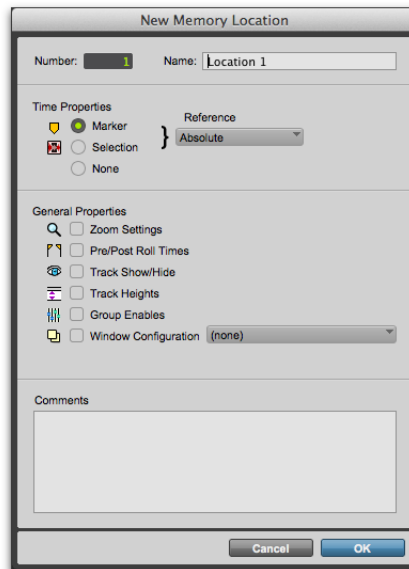 New Memory Location
Number: 1 Name: Location 1
Time Properties
Reference
Marker
Absolute
Selection
None
General Properties
Zoom Settings
Pre/Post Roll Times
Track Show/Hide
Track Heights
Group Enables
Window Configuration (none)
Comments
Cancel OK